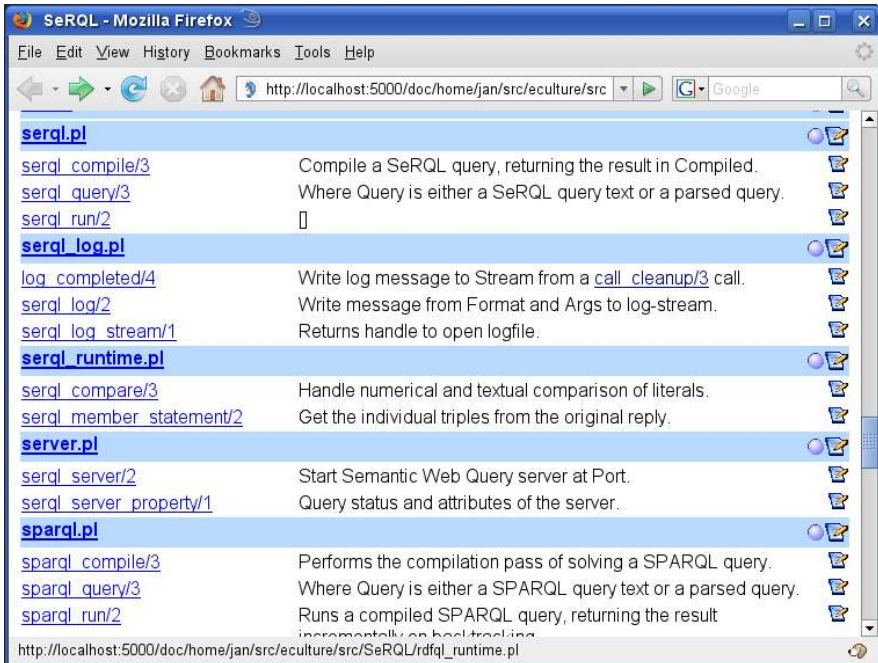 SeRQL - Mozilla Firefox
File Edit View History Bookmarks Tools Help
http://localhost:5000/doc/home/jan/src/eculture/src
Google
serql.pl
serql_compile/3 Compile a SeRQL query, returning the result in Compiled.
serql_query/3 Where Query is either a SeRQL query text or a parsed query.
serql_run/2 []
serql_log.pl
log_completed/4 Write log message to Stream from a call_cleanup/3 call.
serql_log/2 Write message from Format and Args to log-stream.
serql_log_stream/1 Returns handle to open logfile.
serql_runtime.pl
serql_compare/3 Handle numerical and textual comparison of literals.
serql_member_statement/2 Get the individual triples from the original reply.
server.pl
serql_server/2 Start Semantic Web Query server at Port.
serql_server_property/1 Query status and attributes of the server.
sparql.pl
sparql_compile/3 Performs the compilation pass of solving a SPARQL query.
sparql_query/3 Where Query is either a SPARQL query text or a parsed query.
sparql_run/2 Runs a compiled SPARQL query, returning the result
incrementally on backtracking
http://localhost:5000/doc/home/jan/src/eculture/src/SeRQL/rdfql_runtime.pl